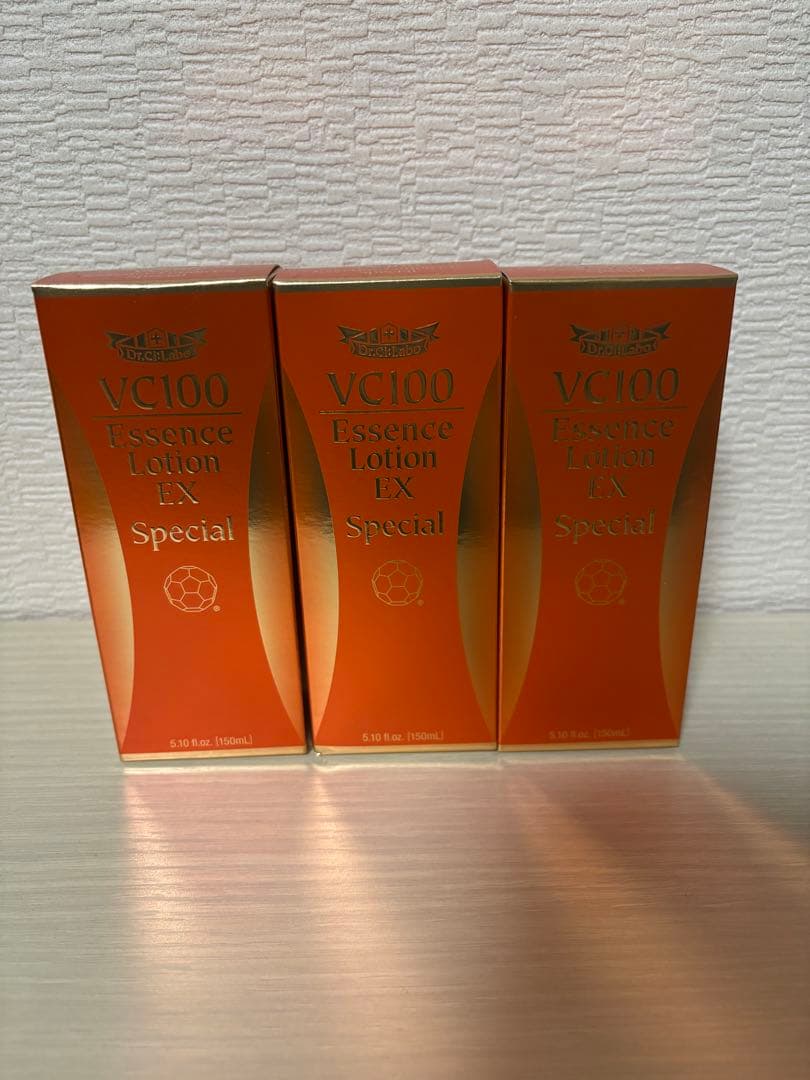 Dr.Ci:Labo
VC100
Essence
Lotion
EX
Special
®
5.10 fl.oz. [150mL]
Dr.Ci:Labo
VC100
Essence
Lotion
EX
Special
®
5.10 fl.oz. [150mL]
Dr.Ci:Labo
VC100
Essence
Lotion
EX
Special
®
5.10 fl.oz. [150mL]